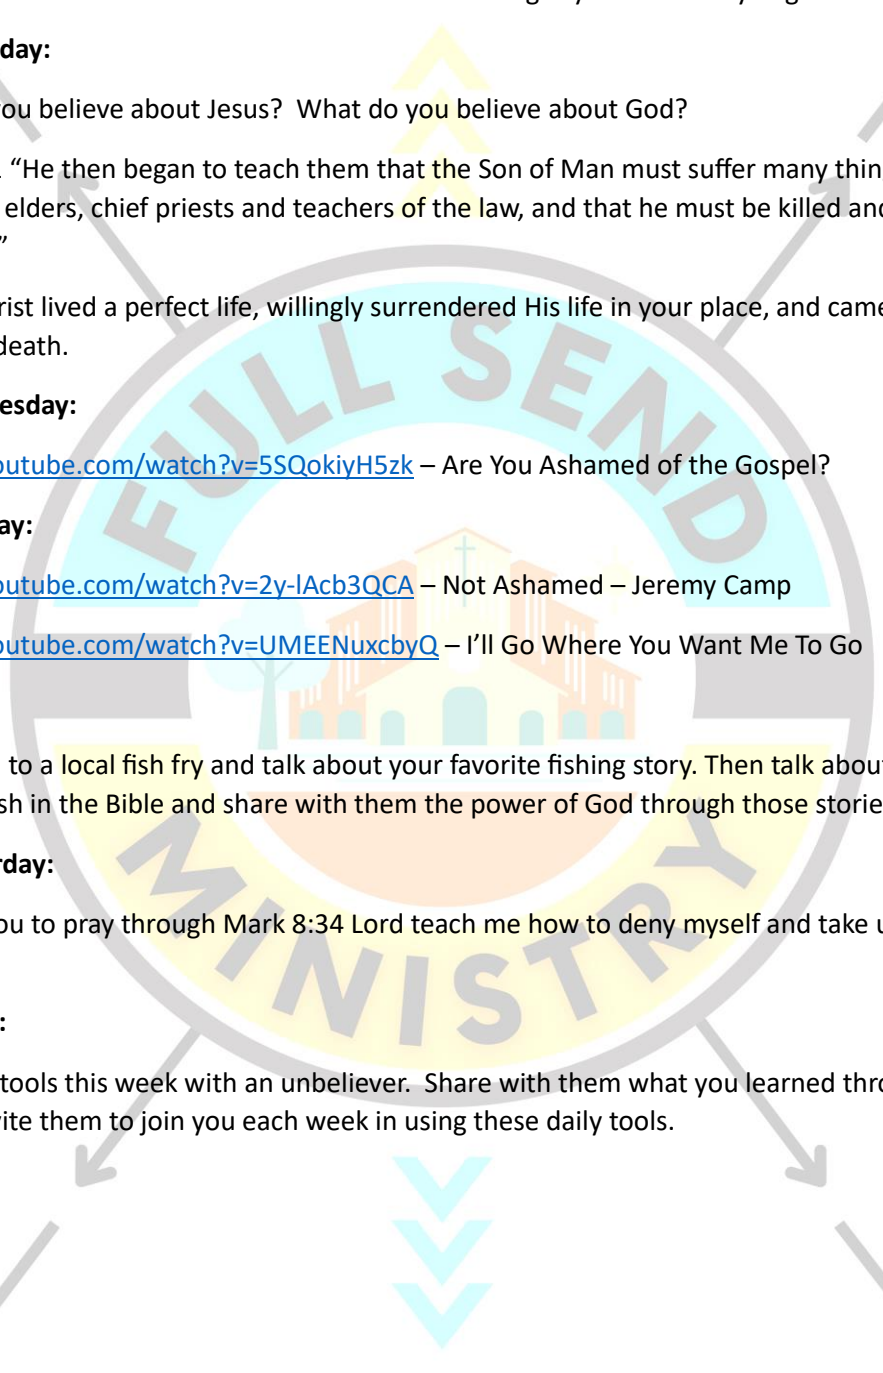 day:
ou believe about Jesus?  What do you believe about God?
“He then began to teach them that the Son of Man must suffer many thin
elders, chief priests and teachers of the law, and that he must be killed and
”
rist lived a perfect life, willingly surrendered His life in your place, and came
death.
esday:
outube.com/watch?v=5SQokiyH5zk – Are You Ashamed of the Gospel?
ay:
outube.com/watch?v=2y-lAcb3QCA – Not Ashamed – Jeremy Camp
outube.com/watch?v=UMEENuxcbyQ – I’ll Go Where You Want Me To Go
to a local fish fry and talk about your favorite fishing story. Then talk about
sh in the Bible and share with them the power of God through those storie
rday:
ou to pray through Mark 8:34 Lord teach me how to deny myself and take u
:
tools this week with an unbeliever.  Share with them what you learned thro
vite them to join you each week in using these daily tools.
FULL SEND
MINISTRY